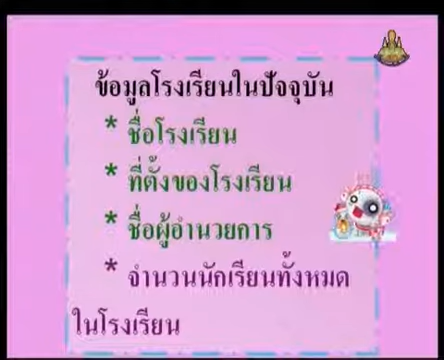 ข้อมูลโรงเรียนในปัจจุบัน
* ชื่อโรงเรียน
* ที่ตั้งของโรงเรียน
* ชื่อผู้อำนวยการ
* จำนวนนักเรียนทั้งหมด
ในโรงเรียน